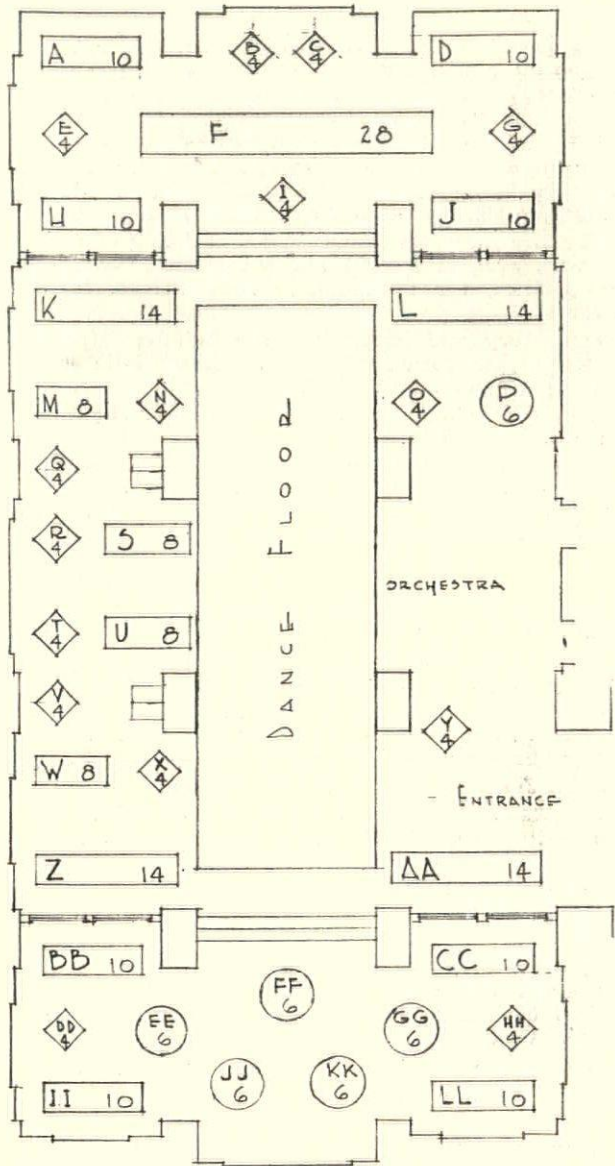 A 10
B
4
C
4
D 10
E
4
F 28
G
4
H 10
I
4
J 10
K 14
L 14
M 8
N
4
O
4
P
6
Q
4
R
4
S 8
DANCE FLOOR
ORCHESTRA
T
4
U 8
V
4
W 8
X
4
Y
4
ENTRANCE
Z 14
AA 14
BB 10
CC 10
DD
4
EE
6
FF
6
GG
6
HH
4
II 10
JJ
6
KK
6
LL 10